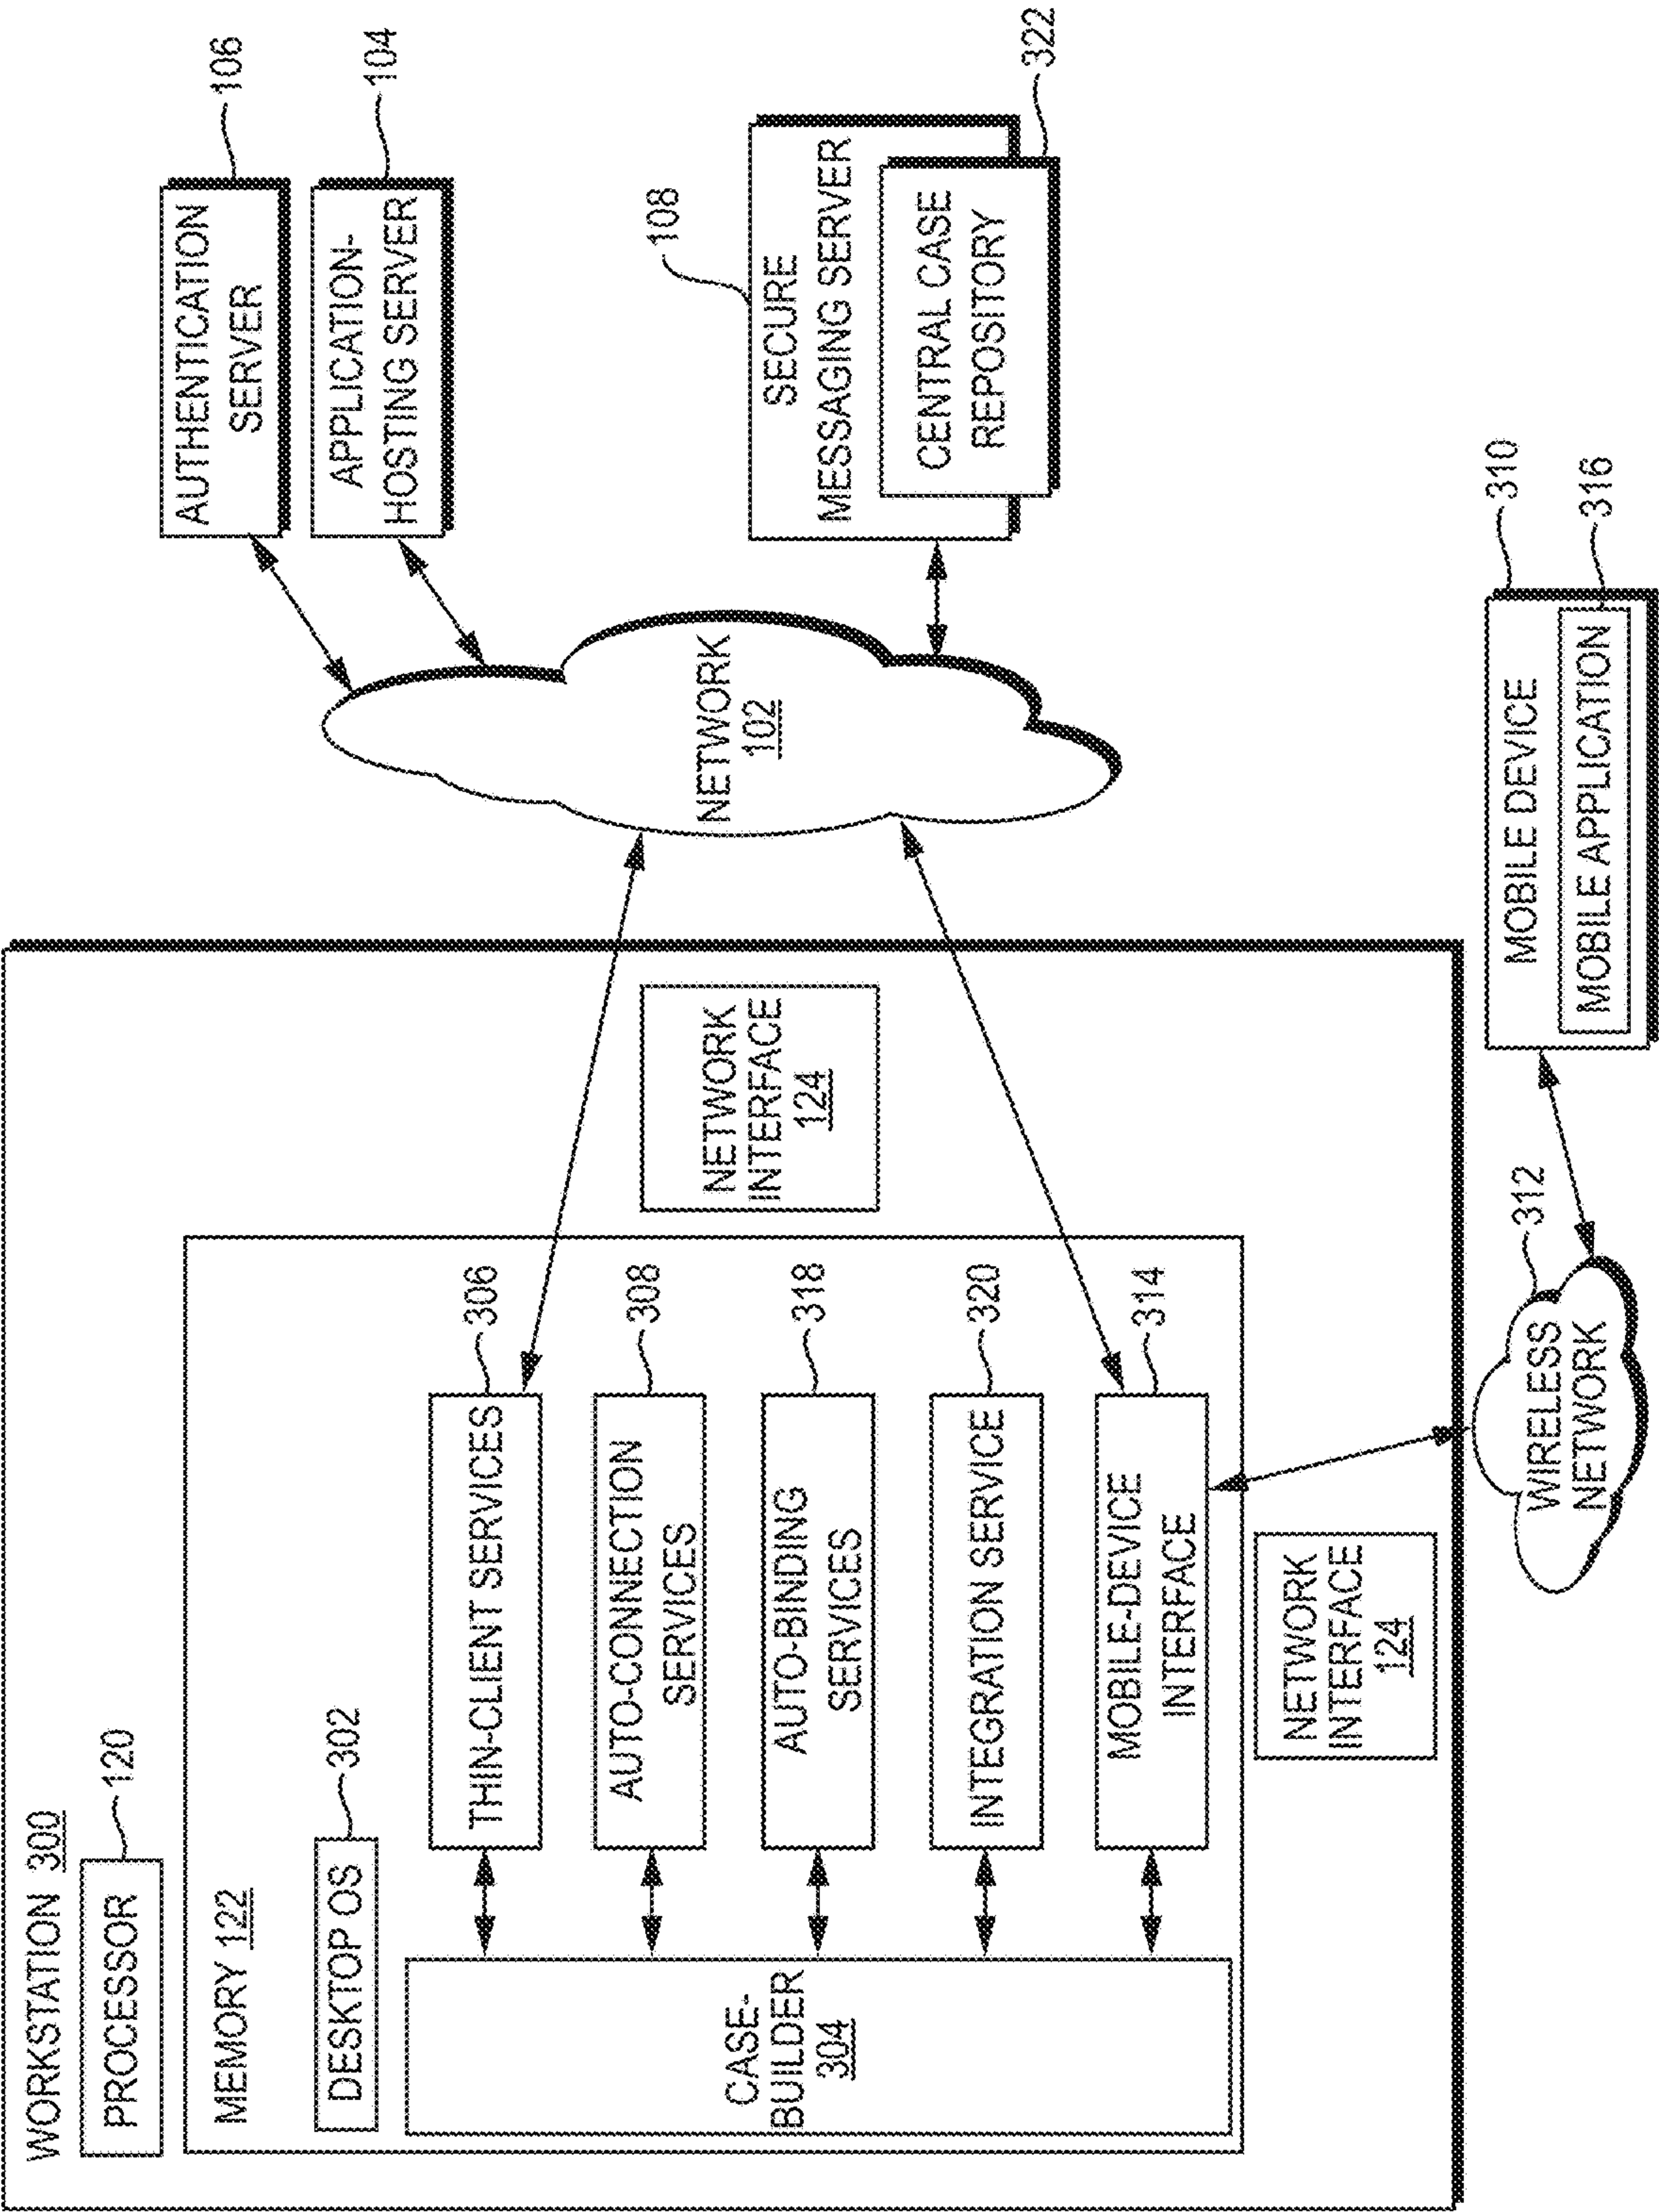 WORKSTATION 300
PROCESSOR
120
MEMORY 122
DESKTOP OS
302
CASE-
BUILDER
304
THIN-CLIENT SERVICES
306
AUTO-CONNECTION
SERVICES
308
AUTO-BINDING
SERVICES
318
INTEGRATION SERVICE
320
MOBILE-DEVICE
INTERFACE
314
NETWORK
INTERFACE
124
NETWORK
INTERFACE
124
NETWORK
102
AUTHENTICATION
SERVER
106
APPLICATION-
HOSTING SERVER
104
108
SECURE
MESSAGING SERVER
CENTRAL CASE
REPOSITORY
322
WIRELESS
NETWORK
312
MOBILE DEVICE
310
MOBILE APPLICATION
316